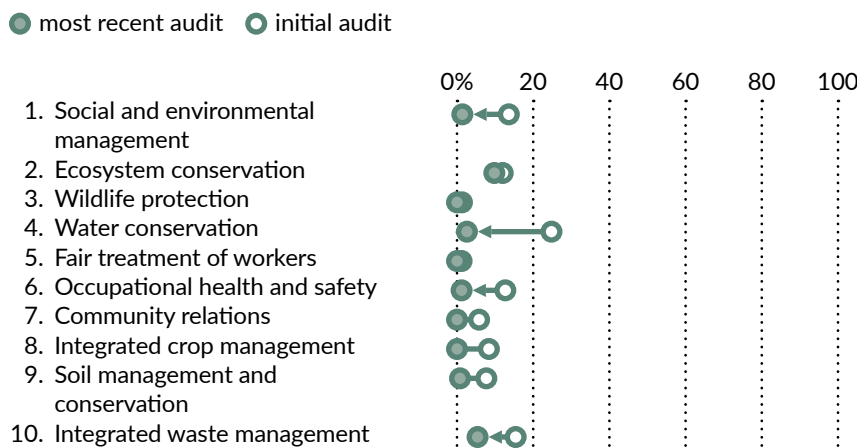 most recent audit initial audit
0% 20 40 60 80 100
1. Social and environmental
management
2. Ecosystem conservation
3. Wildlife protection
4. Water conservation
5. Fair treatment of workers
6. Occupational health and safety
7. Community relations
8. Integrated crop management
9. Soil management and
conservation
10. Integrated waste management